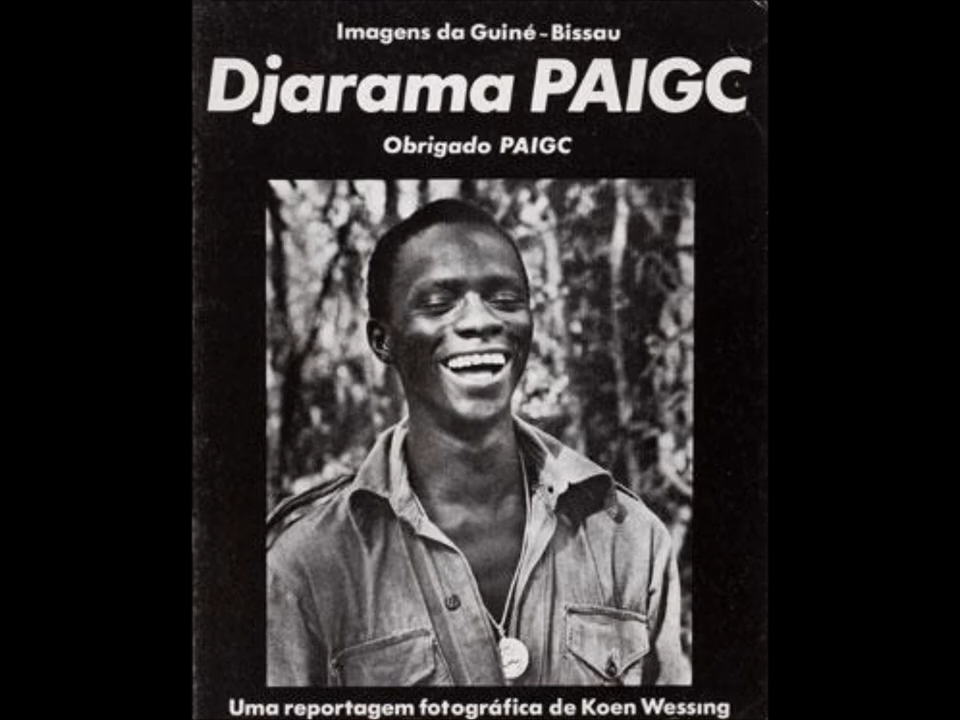 Imagens da Guiné-Bissau
Djarama PAIGC
Obrigado PAIGC
Uma reportagem fotográfica de Koen Wessing